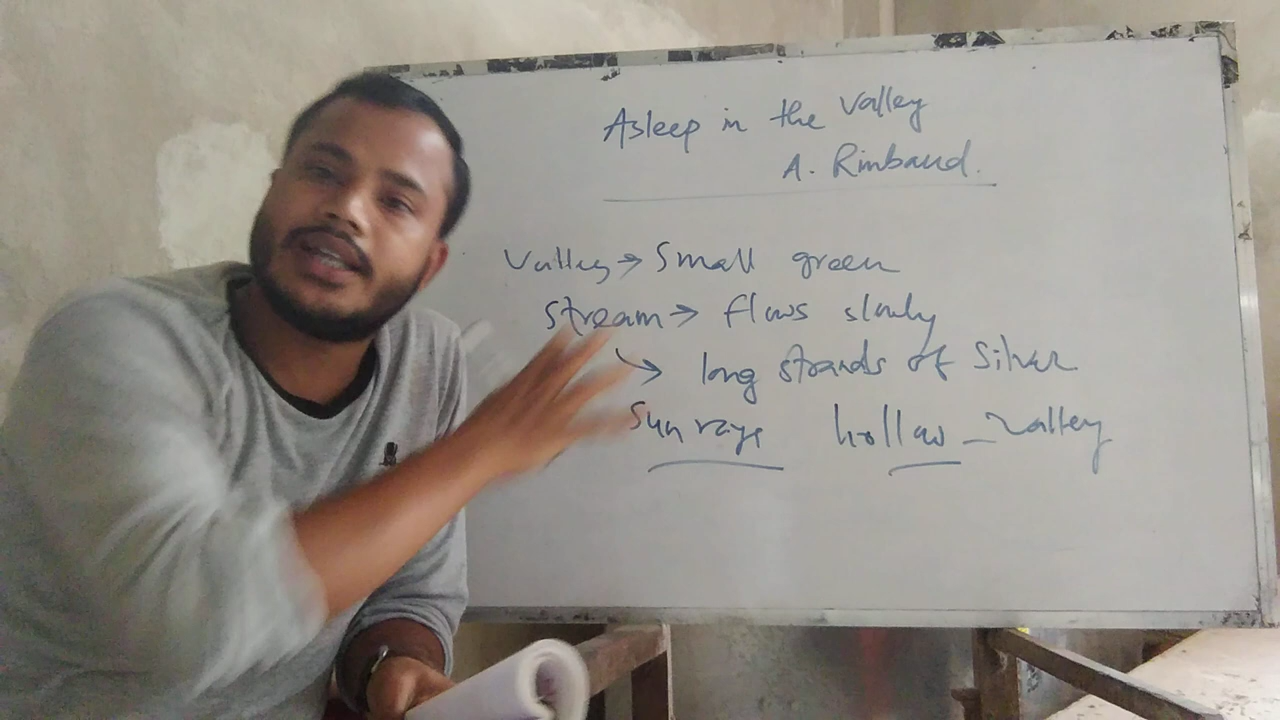 Asleep in the Valley
A. Rimbaud.
Valley → Small green
stream → flows slowly
↘ long strands of Silver
Sun rays hollow - Valley